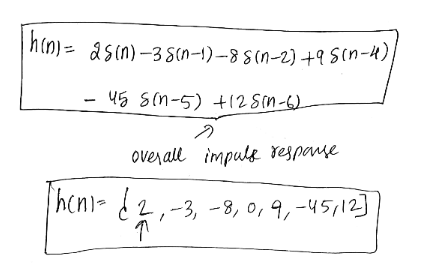 h(n) = 2δ(n) -3δ(n-1) -8δ(n-2) +9δ(n-4)
- 45 δ(n-5) +12δ(n-6)
overall impulse response
h(n) = { 2, -3, -8, 0, 9, -45, 12}
↑